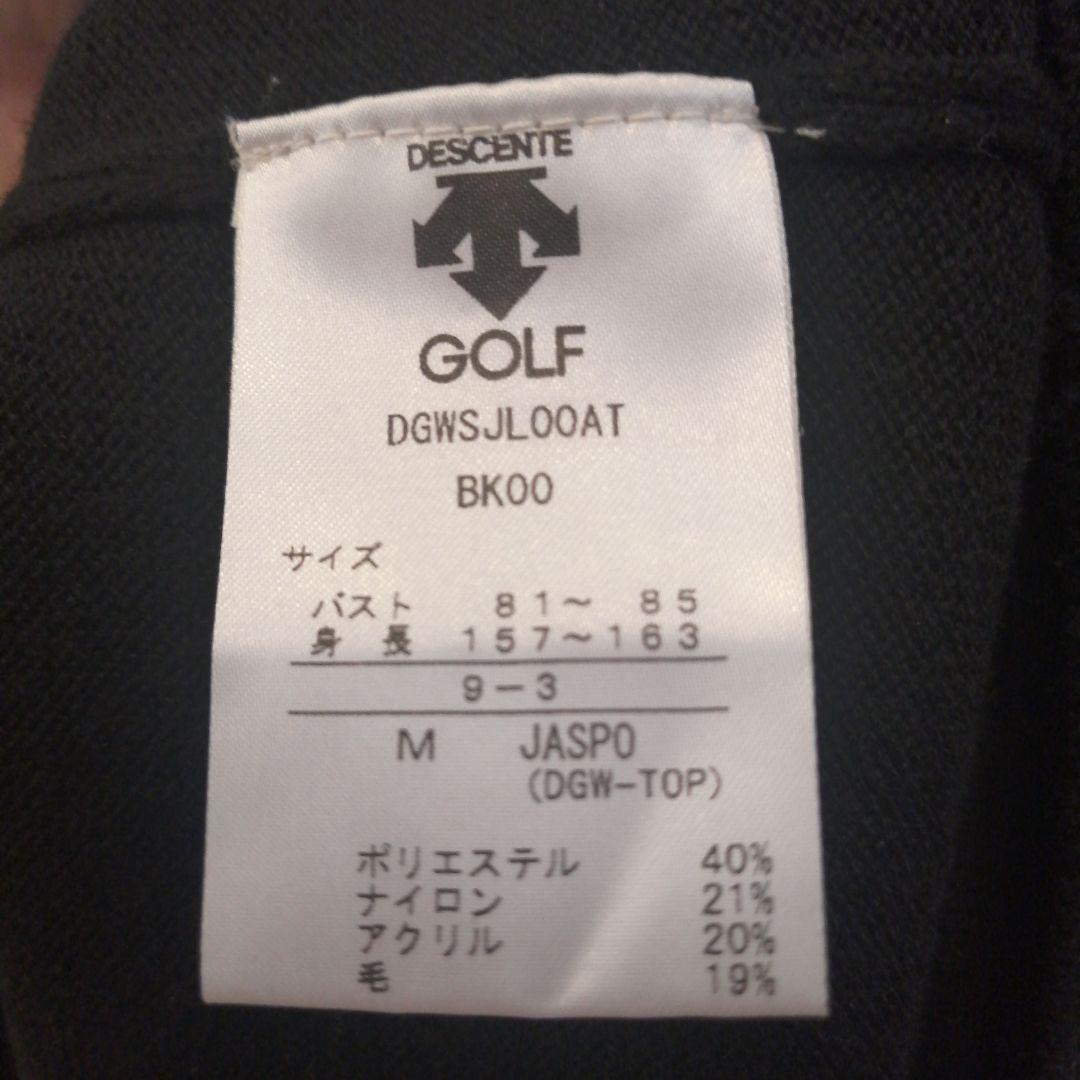 DESCENTE
GOLF
DGWSJL00AT
BK00
サイズ
バスト 81～ 85
身 長 157～163
9-3
M JASPO
(DGW-TOP)
ポリエステル 40%
ナイロン 21%
アクリル 20%
毛 19%